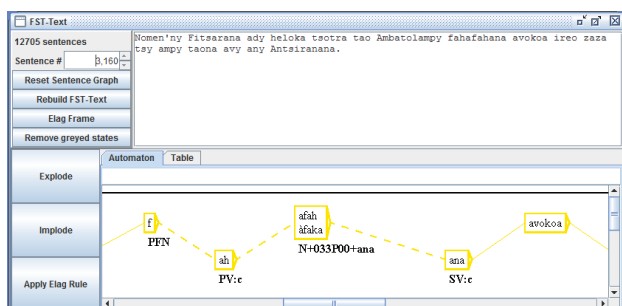 FST-Text
12705 sentences
Sentence # 3,160
Reset Sentence Graph
Rebuild FST-Text
Elag Frame
Remove greyed states
Nomen'ny Fitsarana ady heloka tsotra tao Ambatolampy fahafahana avokoa ireo zaza
tsy ampy taona avy any Antsiranana.
Explode
Implode
Apply Elag Rule
Automaton Table
f
PFN
ah
PV:c
afah
àfaka
N+033P00+ana
ana
SV:c
avokoa